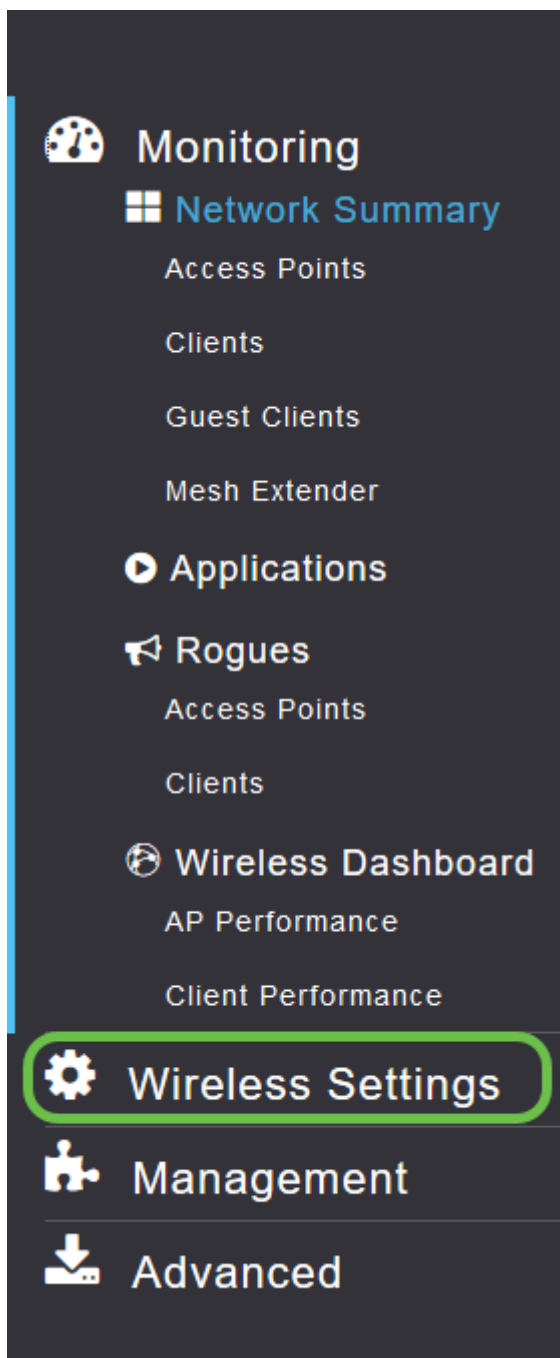 Monitoring
Network Summary
Access Points
Clients
Guest Clients
Mesh Extender
Applications
Rogues
Access Points
Clients
Wireless Dashboard
AP Performance
Client Performance
Wireless Settings
Management
Advanced